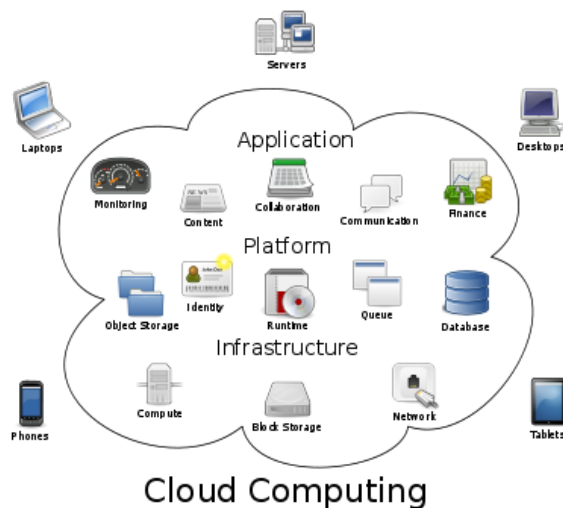 Servers
Laptops
Desktops
Application
Monitoring
Content
Collaboration
Communication
Finance
Platform
Object Storage
Identity
Runtime
Queue
Database
Infrastructure
Compute
Block Storage
Network
Phones
Tablets
Cloud Computing